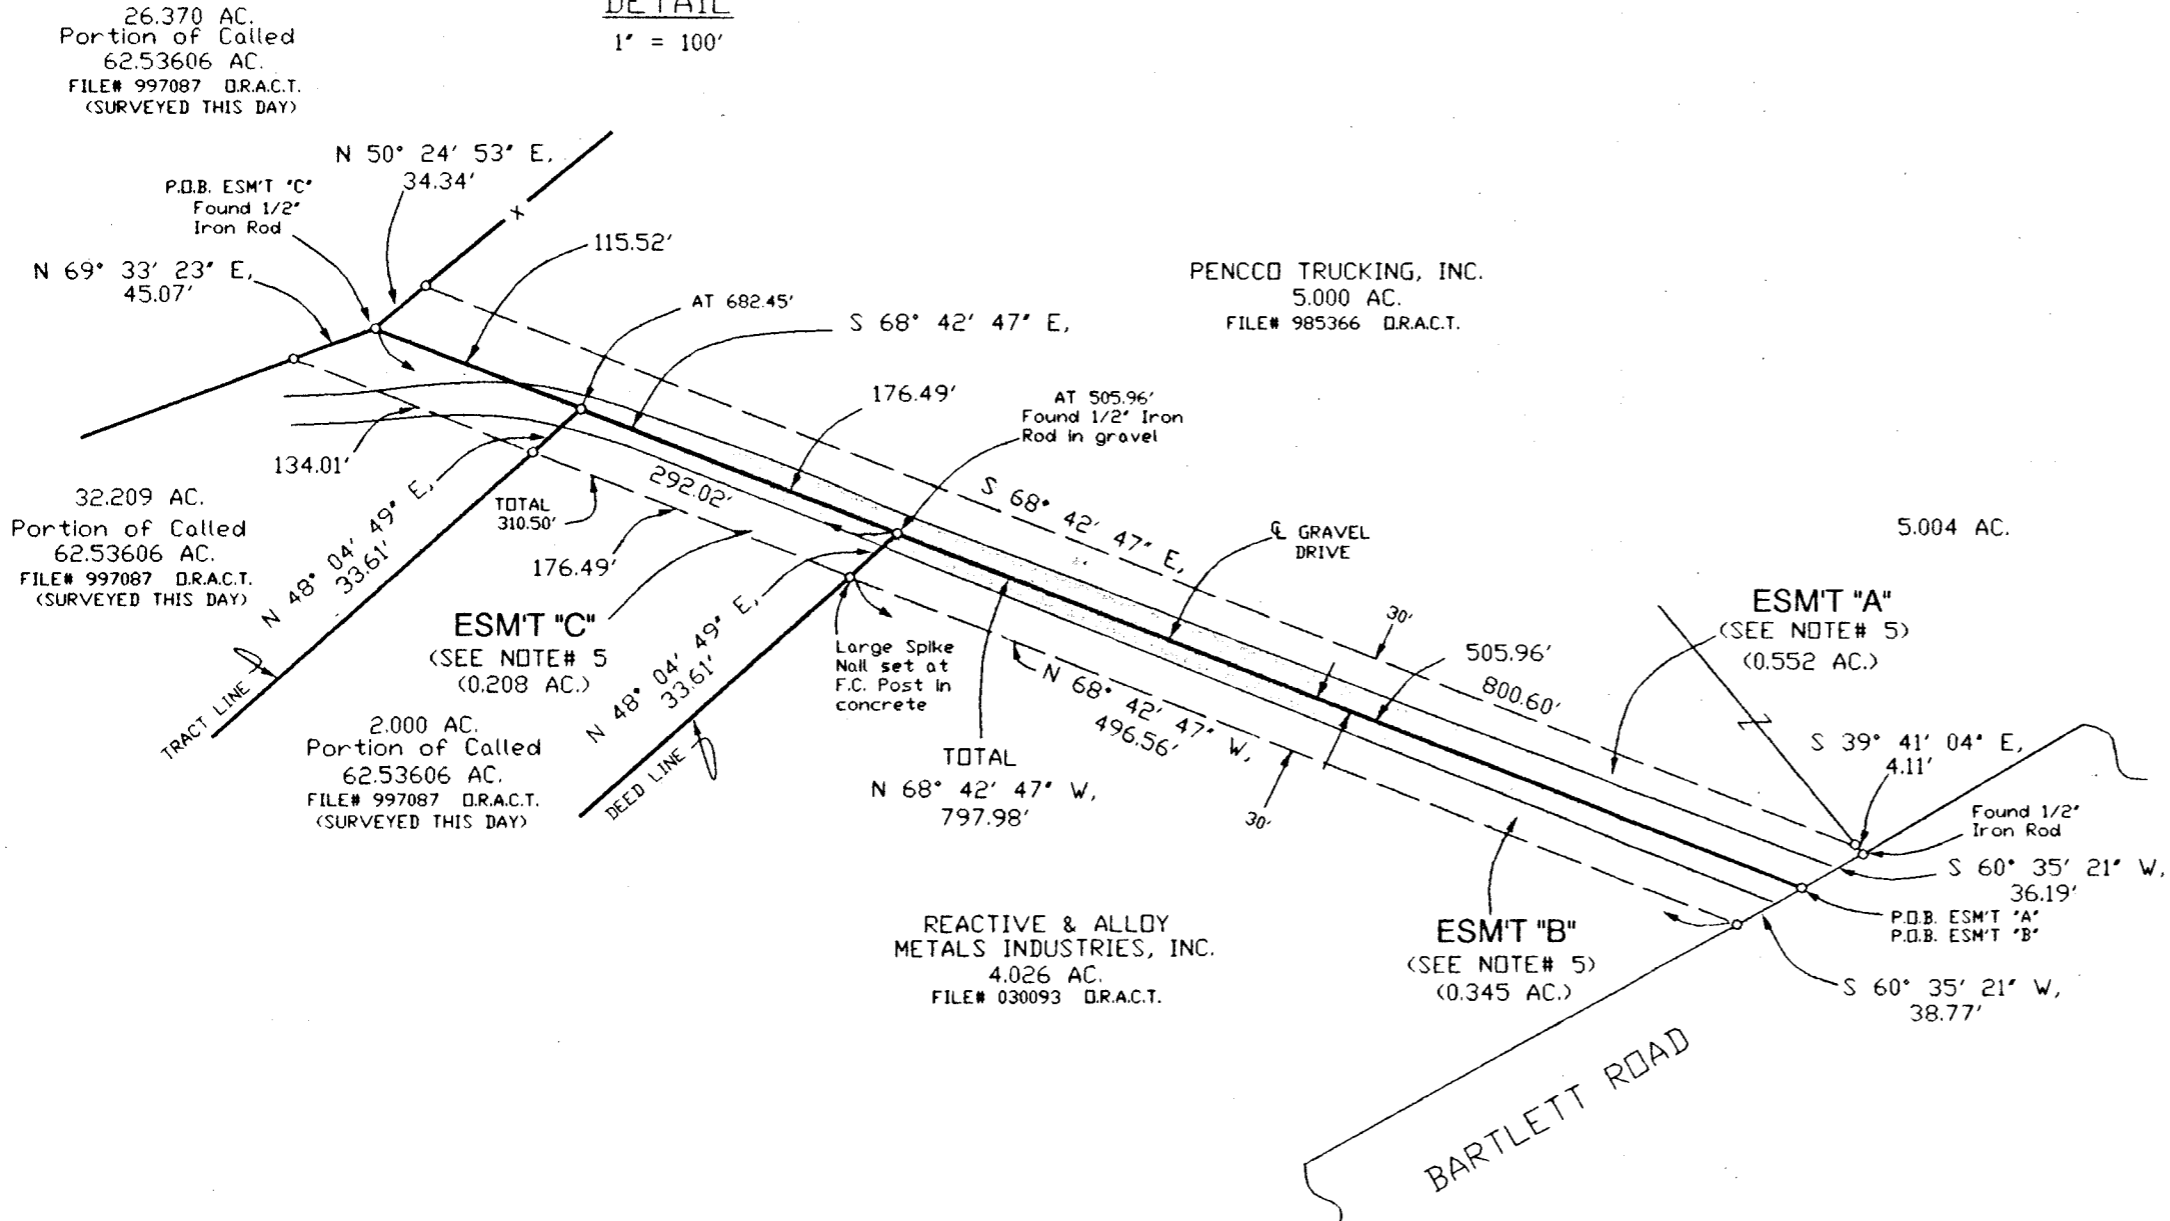 DETAIL
1" = 100'
26.370 AC.
Portion of Called
62.53606 AC.
FILE# 997087 O.R.A.C.T.
(SURVEYED THIS DAY)
N 50° 24' 53" E,
34.34'
P.O.B. ESM'T "C"
Found 1/2"
Iron Rod
N 69° 33' 23" E,
45.07'
X
115.52'
AT 682.45'
S 68° 42' 47" E,
PENCCO TRUCKING, INC.
5.000 AC.
FILE# 985366 O.R.A.C.T.
176.49'
AT 505.96'
Found 1/2" Iron
Rod in gravel
134.01'
32.209 AC.
Portion of Called
62.53606 AC.
FILE# 997087 O.R.A.C.T.
(SURVEYED THIS DAY)
N 48° 04' 49" E,
33.61'
TOTAL
310.50'
292.02'
176.49'
S 68° 42' 47" E,
800.60'
℄ GRAVEL
DRIVE
5.004 AC.
ESM'T "C"
(SEE NOTE# 5
(0.208 AC.)
TRACT LINE
N 48° 04' 49" E,
33.61'
DEED LINE
Large Spike
Nail set at
F.C. Post in
concrete
2.000 AC.
Portion of Called
62.53606 AC.
FILE# 997087 O.R.A.C.T.
(SURVEYED THIS DAY)
TOTAL
N 68° 42' 47" W,
797.98'
N 68° 42' 47" W,
496.56'
30'
30'
505.96'
ESM'T "A"
(SEE NOTE# 5)
(0.552 AC.)
Z
S 39° 41' 04" E,
4.11'
Found 1/2"
Iron Rod
S 60° 35' 21" W,
36.19'
P.O.B. ESM'T "A"
P.O.B. ESM'T "B"
REACTIVE & ALLOY
METALS INDUSTRIES, INC.
4.026 AC.
FILE# 030093 O.R.A.C.T.
ESM'T "B"
(SEE NOTE# 5)
(0.345 AC.)
S 60° 35' 21" W,
38.77'
BARTLETT ROAD